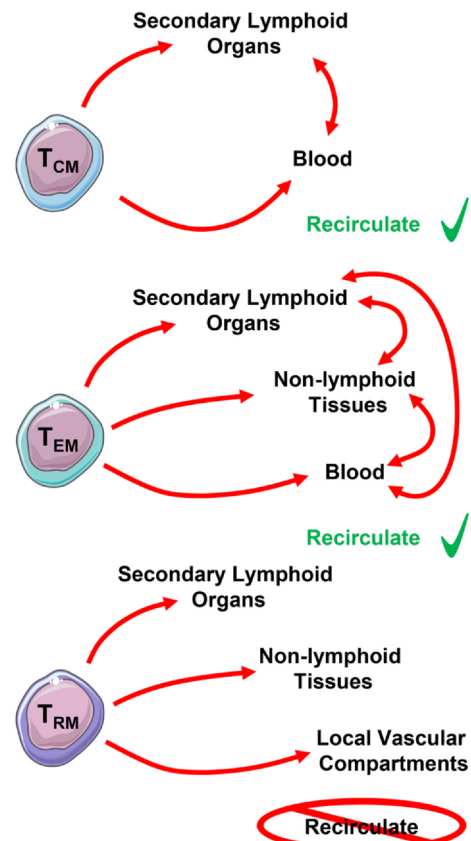 Secondary Lymphoid
Organs
TCM
Blood
Recirculate
Secondary Lymphoid
Organs
Non-lymphoid
Tissues
TEM
Blood
Recirculate
Secondary Lymphoid
Organs
Non-lymphoid
Tissues
TRM
Local Vascular
Compartments
Recirculate